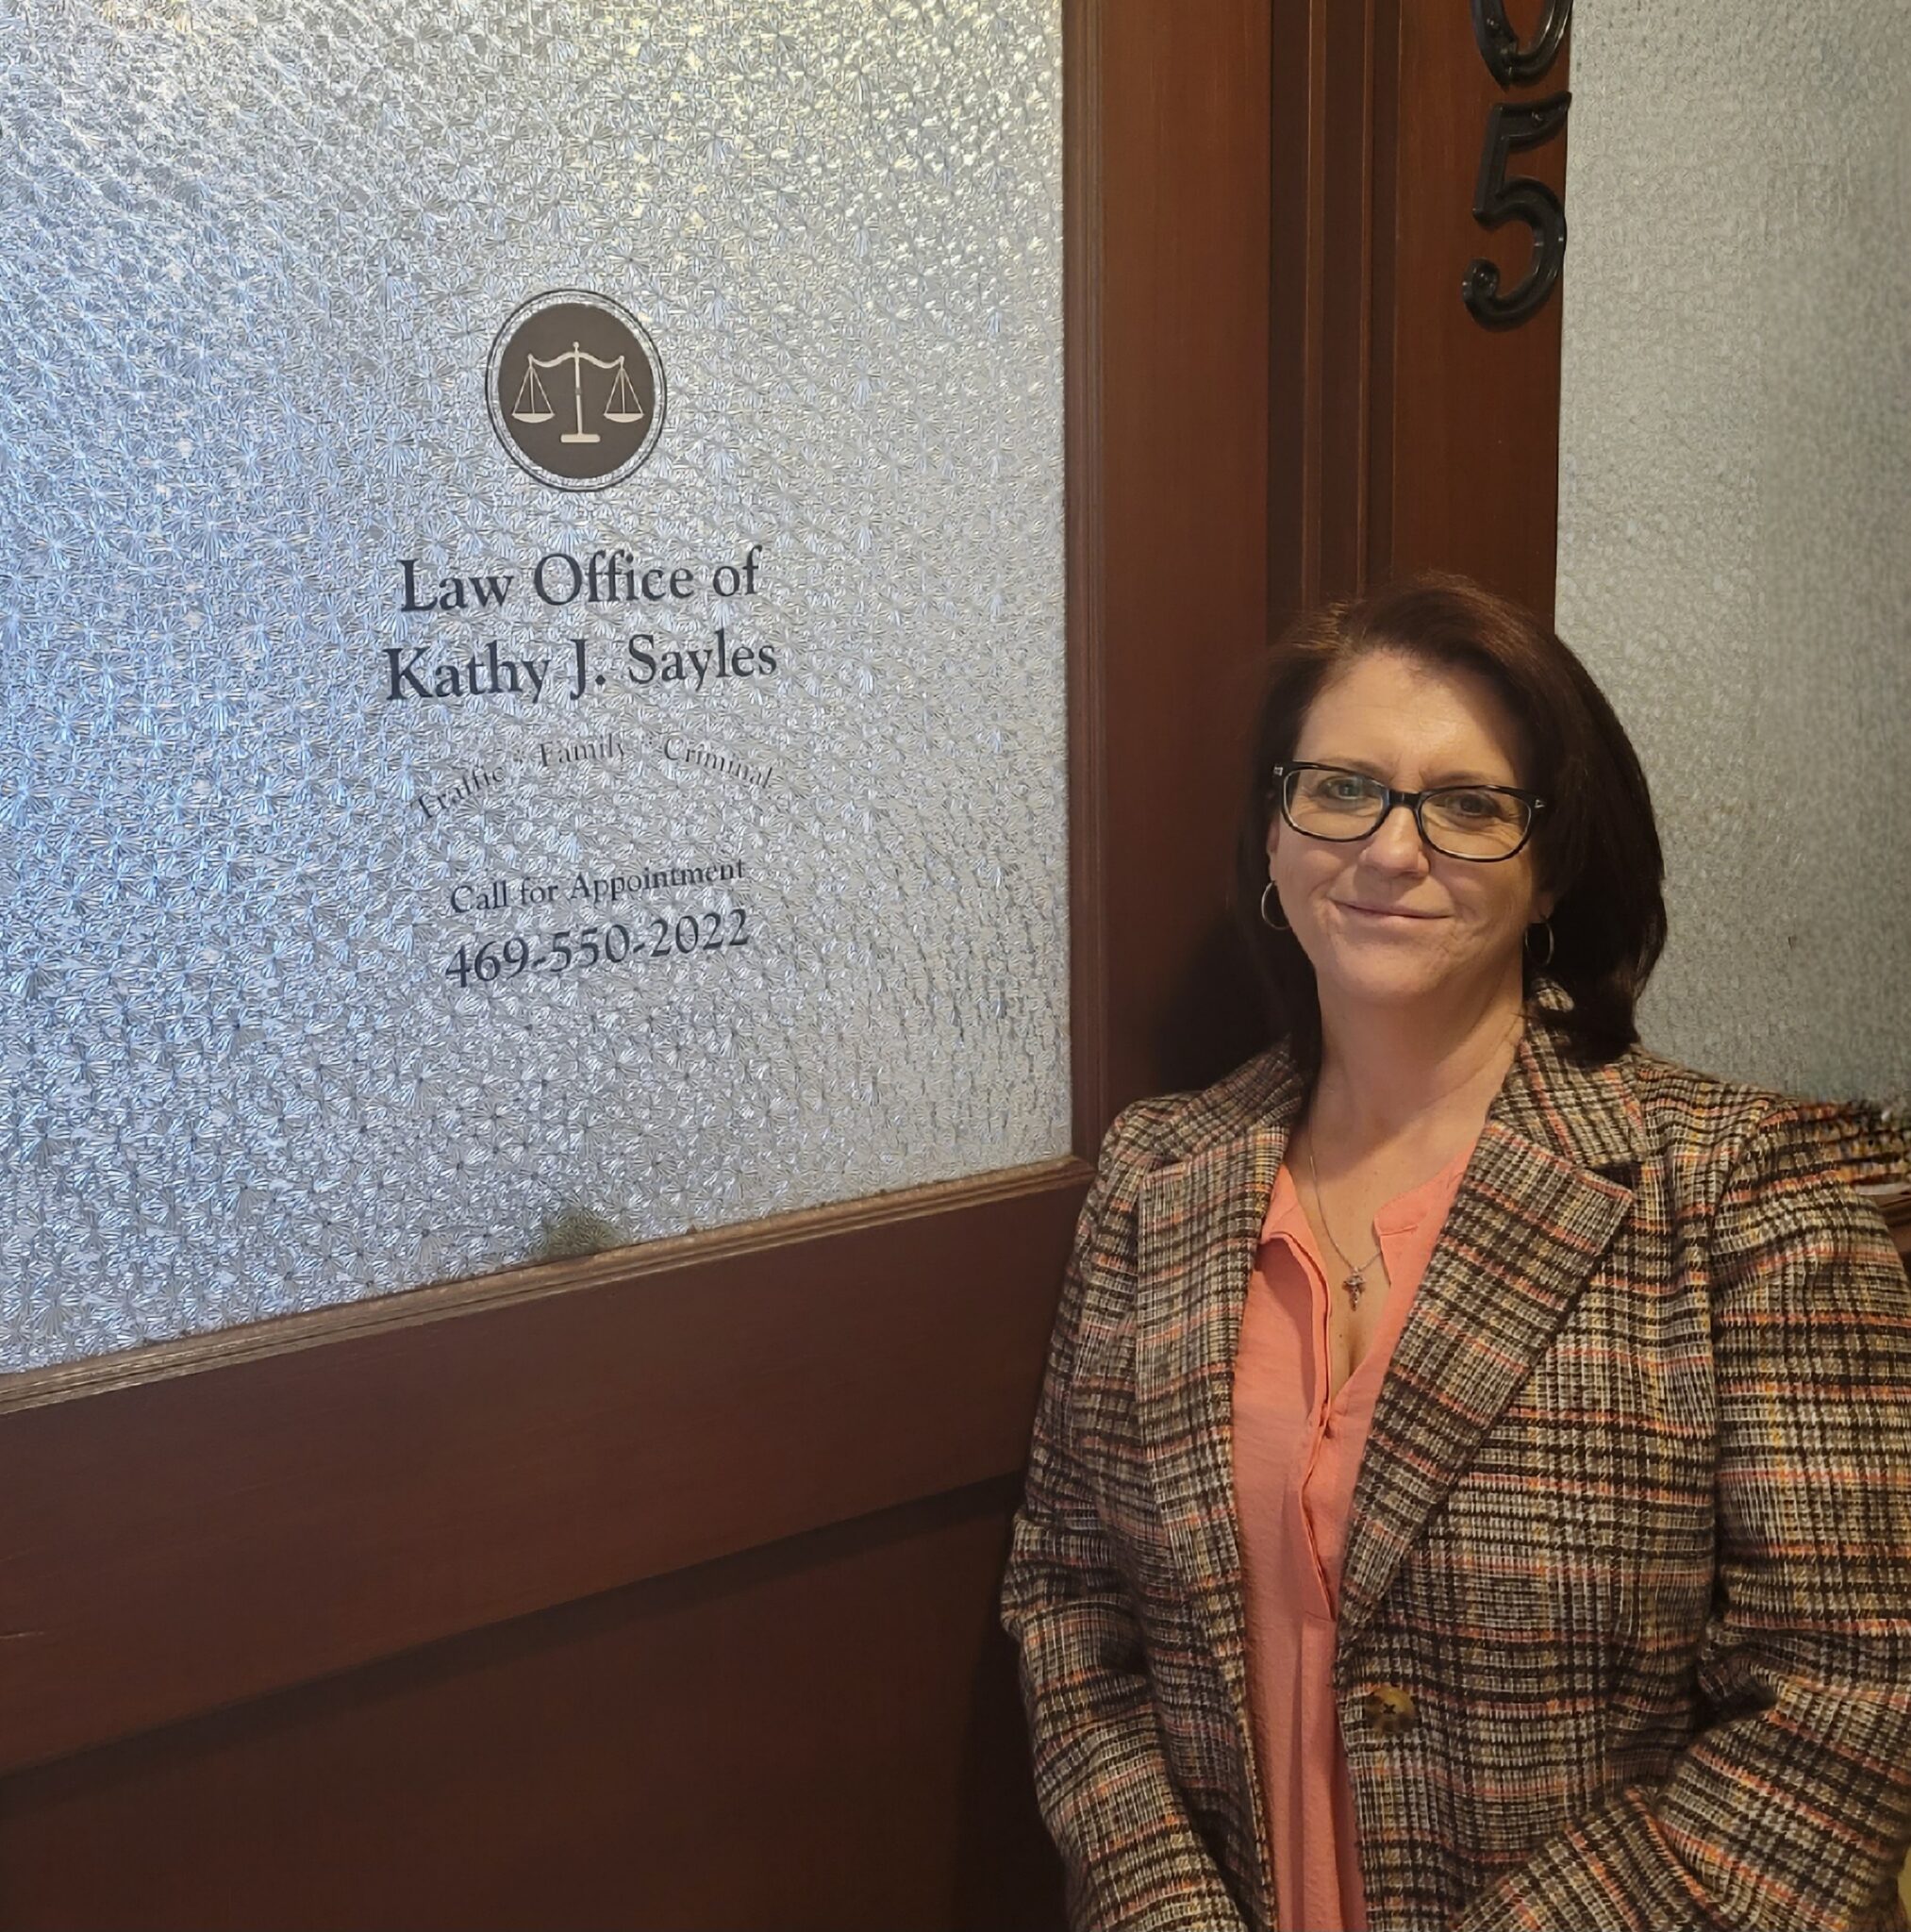 Law Office of
Kathy J. Sayles
Traffic * Family * Criminal
Call for Appointment
469-550-2022
5